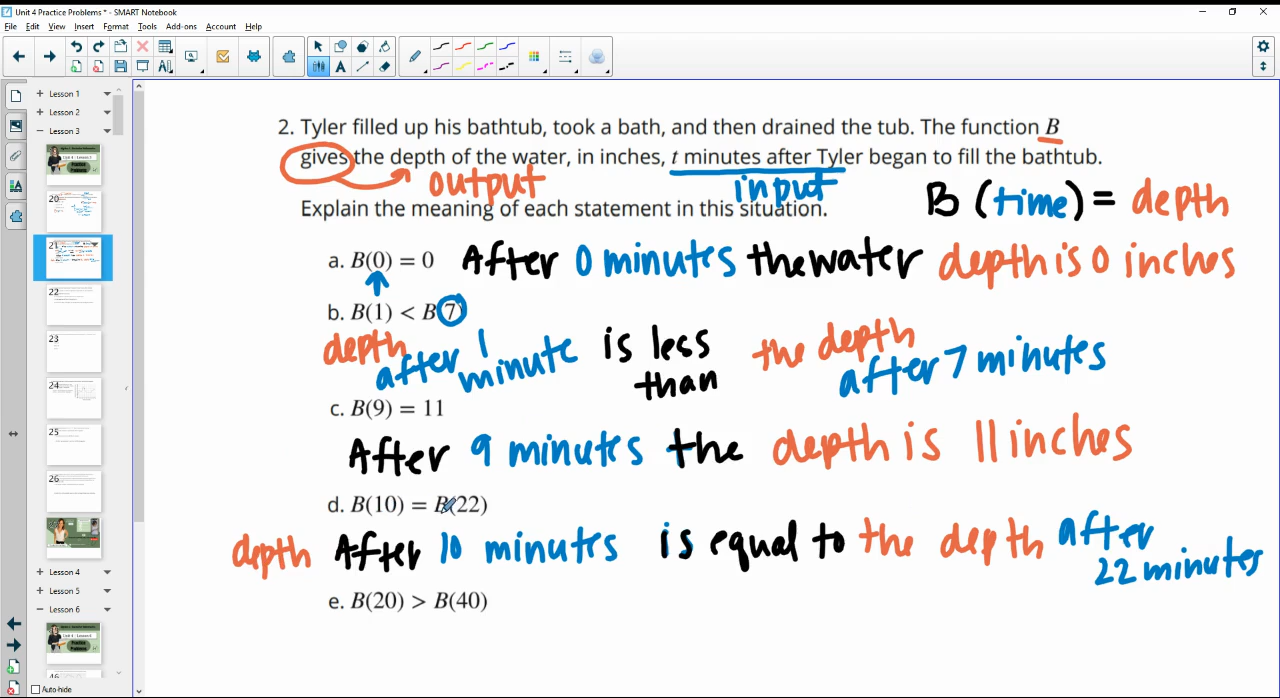 Unit 4 Practice Problems * - SMART Notebook
File Edit View Insert Format Tools Add-ons Account Help
Lesson 1
Lesson 2
Lesson 3
20
21
22
23
24
25
26
Lesson 4
Lesson 5
Lesson 6
46
Auto-hide
2. Tyler filled up his bathtub, took a bath, and then drained the tub. The function B
gives the depth of the water, in inches, t minutes after Tyler began to fill the bathtub.
output
input
Explain the meaning of each statement in this situation.
B (time) = depth
a. B(0) = 0 After 0 minutes the water depth is 0 inches
b. B(1) < B(7)
depth after 1 minute is less than the depth after 7 minutes
c. B(9) = 11
After 9 minutes the depth is 11 inches
d. B(10) = B(22)
depth After 10 minutes is equal to the depth after 22 minutes
e. B(20) > B(40)